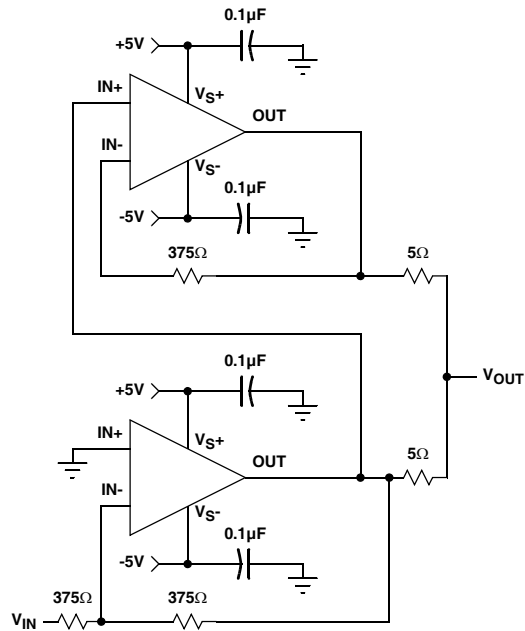 0.1µF
+5V
IN+
VS+
OUT
IN-
VS-
0.1µF
-5V
375Ω
5Ω
0.1µF
+5V
VOUT
IN+
VS+
OUT
5Ω
IN-
VS-
0.1µF
-5V
375Ω
375Ω
VIN